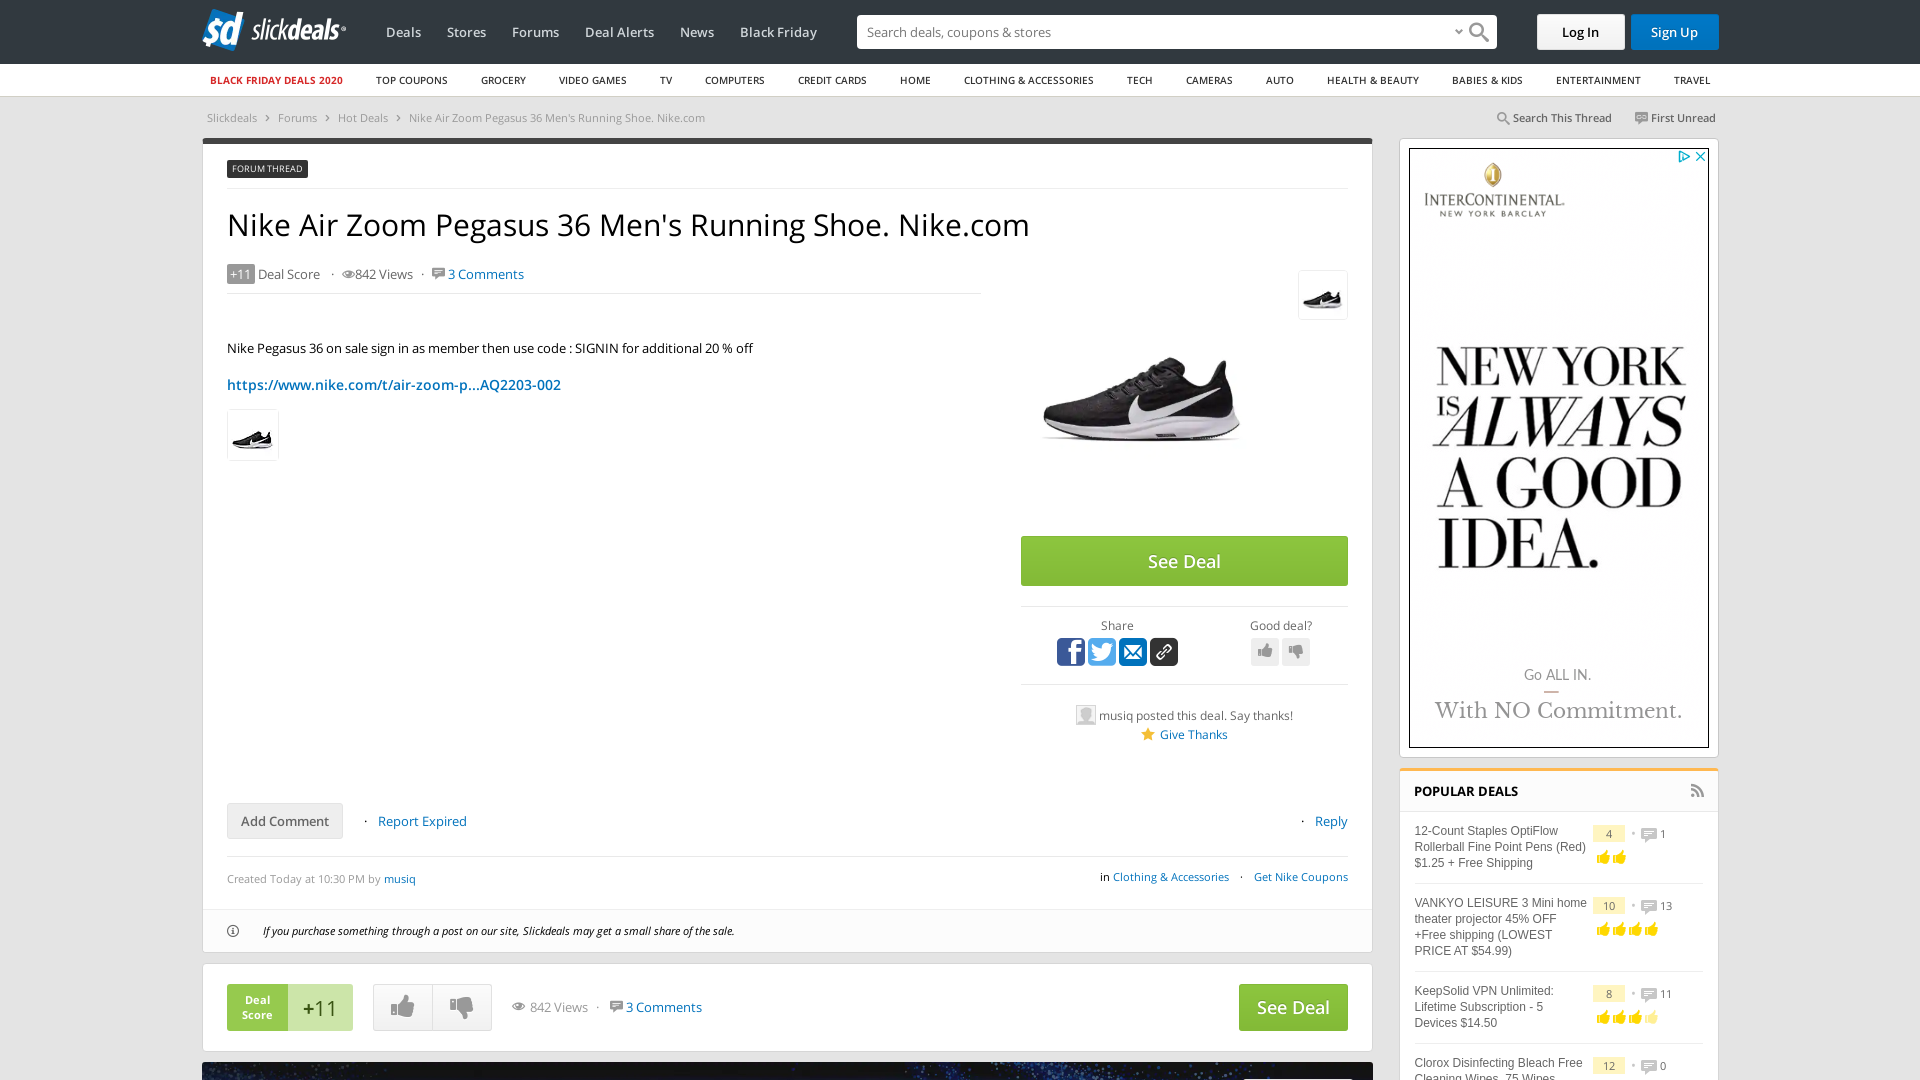 sd slickdeals
Deals Stores Forums Deal Alerts News Black Friday
Search deals, coupons & stores
Log In Sign Up
BLACK FRIDAY DEALS 2020 TOP COUPONS GROCERY VIDEO GAMES TV COMPUTERS CREDIT CARDS HOME CLOTHING & ACCESSORIES TECH CAMERAS AUTO HEALTH & BEAUTY BABIES & KIDS ENTERTAINMENT TRAVEL
Slickdeals > Forums > Hot Deals > Nike Air Zoom Pegasus 36 Men's Running Shoe. Nike.com
Search This Thread First Unread
FORUM THREAD
Nike Air Zoom Pegasus 36 Men's Running Shoe. Nike.com
+11 Deal Score · 842 Views · 3 Comments
Nike Pegasus 36 on sale sign in as member then use code : SIGNIN for additional 20 % off
https://www.nike.com/t/air-zoom-p...AQ2203-002
See Deal
Share
Good deal?
musiq posted this deal. Say thanks!
Give Thanks
Add Comment · Report Expired
· Reply
Created Today at 10:30 PM by musiq
in Clothing & Accessories · Get Nike Coupons
If you purchase something through a post on our site, Slickdeals may get a small share of the sale.
Deal
Score
+11
842 Views · 3 Comments
See Deal
INTERCONTINENTAL.
NEW YORK BARCLAY
NEW YORK
IS ALWAYS
A GOOD
IDEA.
Go ALL IN.
With NO Commitment.
POPULAR DEALS
12-Count Staples OptiFlow
Rollerball Fine Point Pens (Red)
$1.25 + Free Shipping
4 • 1
VANKYO LEISURE 3 Mini home
theater projector 45% OFF
+Free shipping (LOWEST
PRICE AT $54.99)
10 • 13
KeepSolid VPN Unlimited:
Lifetime Subscription - 5
Devices $14.50
8 • 11
Clorox Disinfecting Bleach Free
Cleaning Wipes, 75 Wipes
12 • 0